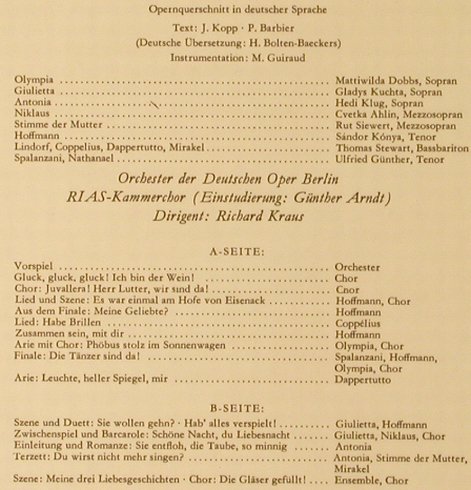 Opernquerschnitt in deutscher Sprache
Text: J. Kopp · P. Barbier
(Deutsche Übersetzung: H. Bolten-Baeckers)
Instrumentation: M. Guiraud
Olympia ........ Mattiwilda Dobbs, Sopran
Giulietta ........ Gladys Kuchta, Sopran
Antonia ........ Hedi Klug, Sopran
Niklaus ........ Cvetka Ahlin, Mezzosopran
Stimme der Mutter ........ Rut Siewert, Mezzosopran
Hoffmann ........ Sándor Kónya, Tenor
Lindorf, Coppelius, Dappertutto, Mirakel ........ Thomas Stewart, Bassbariton
Spalanzani, Nathanael ........ Ulfried Günther, Tenor
Orchester der Deutschen Oper Berlin
RIAS-Kammerchor (Einstudierung: Günther Arndt)
Dirigent: Richard Kraus
A-SEITE:
Vorspiel ........ Orchester
Gluck, gluck, gluck! Ich bin der Wein! ........ Chor
Chor: Juvallera! Herr Lutter, wir sind da! ........ Chor
Lied und Szene: Es war einmal am Hofe von Eisenack ........ Hoffmann, Chor
Aus dem Finale: Meine Geliebte? ........ Hoffmann
Lied: Habe Brillen ........ Coppélius
Zusammen sein, mit dir ........ Hoffmann
Arie mit Chor: Phöbus stolz im Sonnenwagen ........ Olympia, Chor
Finale: Die Tänzer sind da! ........ Spalanzani, Hoffmann,
Olympia, Chor
Arie: Leuchte, heller Spiegel, mir ........ Dappertutto
B-SEITE:
Szene und Duett: Sie wollen gehn? · Hab' alles verspielt! ........ Giulietta, Hoffmann
Zwischenspiel und Barcarole: Schöne Nacht, du Liebesnacht ........ Giulietta, Niklaus, Chor
Einleitung und Romanze: Sie entfloh, die Taube, so minnig ........ Antonia
Terzett: Du wirst nicht mehr singen? ........ Antonia, Stimme der Mutter,
Mirakel
Szene: Meine drei Liebesgeschichten · Chor: Die Gläser gefüllt! .... Ensemble, Chor